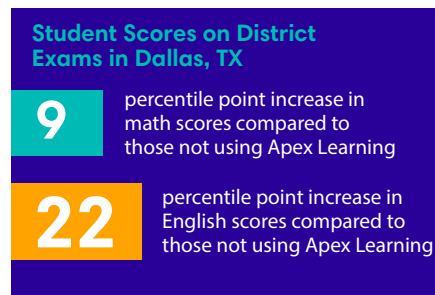 Student Scores on District
Exams in Dallas, TX
9
percentile point increase in
math scores compared to
those not using Apex Learning
22
percentile point increase in
English scores compared to
those not using Apex Learning